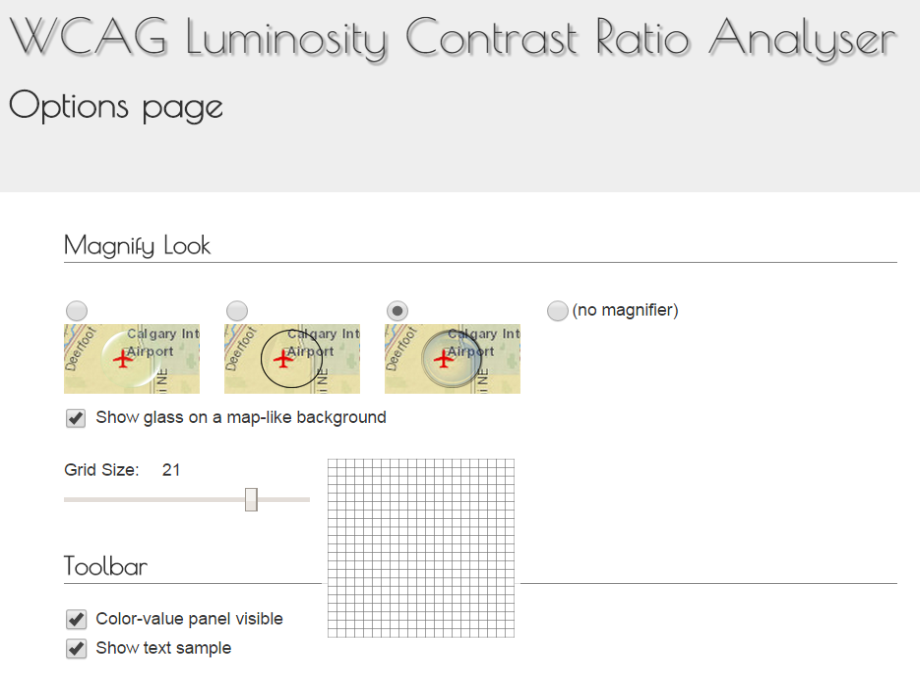 WCAG Luminosity Contrast Ratio Analyser
Options page
Magnify Look
(no magnifier)
Deerfoot
Calgary Int
Airport
NE
Deerfoot
Calgary Int
Airport
NE
Deerfoot
Calgary Int
Airport
NE
Show glass on a map-like background
Grid Size: 21
Toolbar
Color-value panel visible
Show text sample